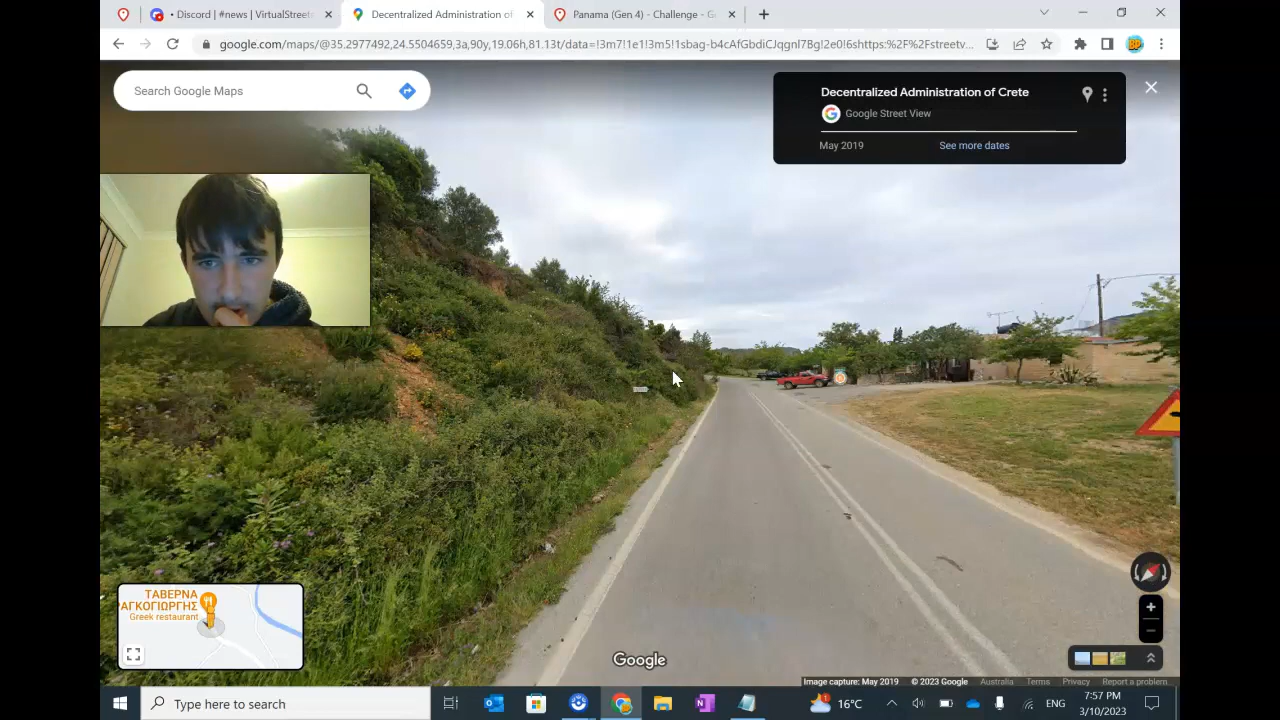 • Discord | #news | VirtualStreets
Decentralized Administration of
Panama (Gen 4) - Challenge - G
google.com/maps/@35.2977492,24.5504659,3a,90y,19.06h,81.13t/data=!3m7!1e1!3m5!1sbag-b4cAfGbdiCJqgnl7Bg!2e0!6shttps:%2F%2Fstreetv...
Search Google Maps
Decentralized Administration of Crete
Google Street View
May 2019
See more dates
ΤΑΒΕΡΝΑ
ΑΓΚΟΓΙΩΡΓΗΣ
Greek restaurant
Google
Image capture: May 2019 © 2023 Google Australia Terms Privacy Report a problem
Type here to search
1
16°C
ENG
7:57 PM
3/10/2023